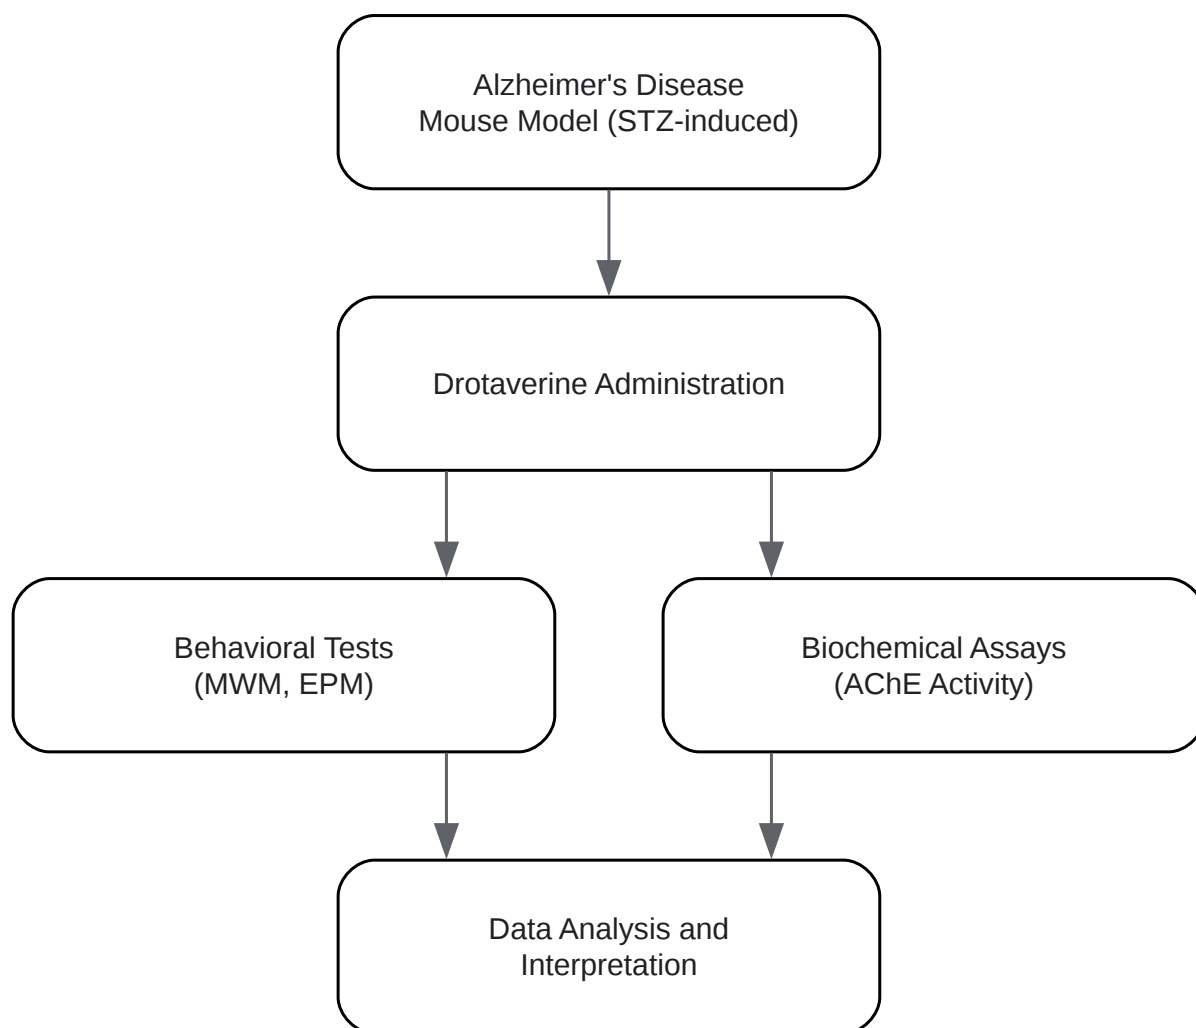 Alzheimer's Disease
Mouse Model (STZ-induced)
Drotaverine Administration
Behavioral Tests
(MWM, EPM)
Biochemical Assays
(AChE Activity)
Data Analysis and
Interpretation